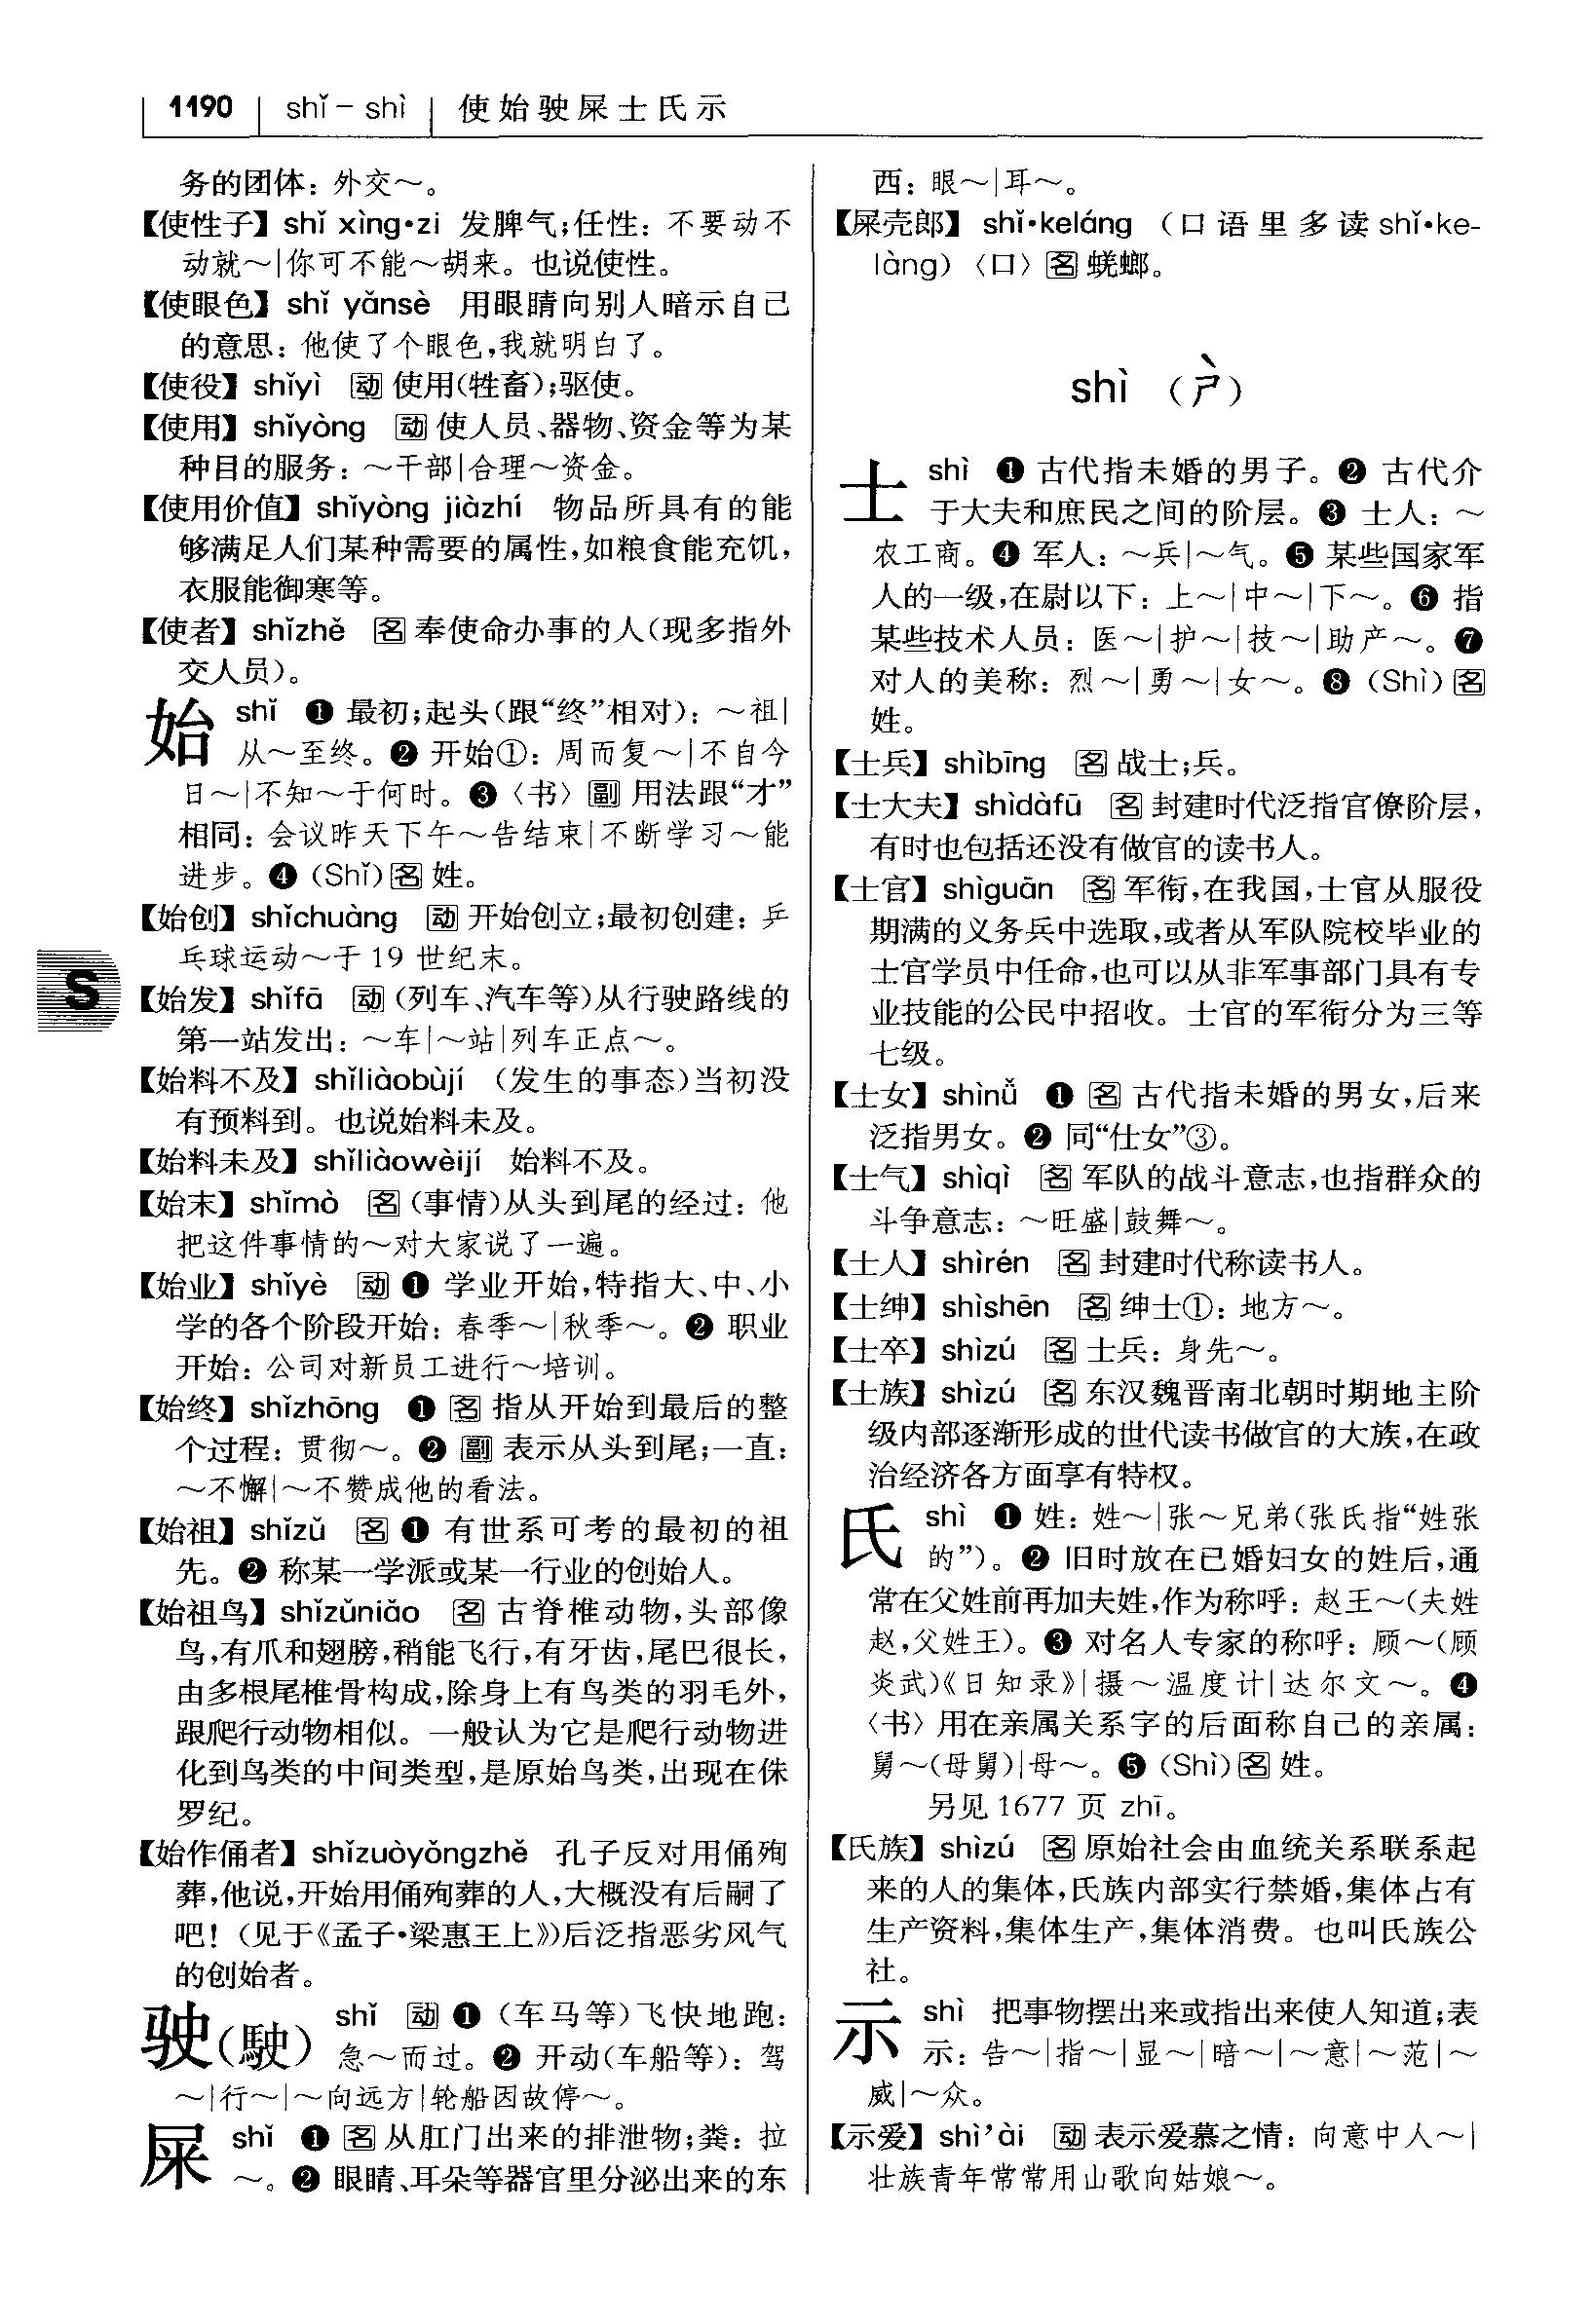 1190 shǐ – shì 使始驶屎士氏示
务的团体：外交～。
【使性子】shǐ xìng•zi 发脾气;任性：不要动不
动就～|你可不能～胡来。也说使性。
【使眼色】shǐ yǎnsè 用眼睛向别人暗示自己
的意思：他使了个眼色,我就明白了。
【使役】shǐyì 动 使用(牲畜);驱使。
【使用】shǐyòng 动 使人员、器物、资金等为某
种目的服务：～干部|合理～资金。
【使用价值】shǐyòng jiàzhí 物品所具有的能
够满足人们某种需要的属性,如粮食能充饥,
衣服能御寒等。
【使者】shǐzhě 名 奉使命办事的人(现多指外
交人员)。
始 shǐ ❶ 最初;起头(跟“终”相对)：～祖|
从～至终。❷ 开始①：周而复～|不自今
日～|不知～于何时。❸〈书〉副 用法跟“才”
相同：会议昨天下午～告结束|不断学习～能
进步。❹ (Shǐ)名 姓。
【始创】shǐchuàng 动 开始创立;最初创建：乒
乓球运动～于 19 世纪末。
S
【始发】shǐfā 动 (列车、汽车等)从行驶路线的
第一站发出：～车|～站|列车正点～。
【始料不及】shǐliàobùjí (发生的事态)当初没
有预料到。也说始料未及。
【始料未及】shǐliàowèijí 始料不及。
【始末】shǐmò 名 (事情)从头到尾的经过：他
把这件事情的～对大家说了一遍。
【始业】shǐyè 动 ❶ 学业开始,特指大、中、小
学的各个阶段开始：春季～|秋季～。❷ 职业
开始：公司对新员工进行～培训。
【始终】shǐzhōng ❶ 名 指从开始到最后的整
个过程：贯彻～。❷ 副 表示从头到尾;一直：
～不懈|～不赞成他的看法。
【始祖】shǐzǔ 名 ❶ 有世系可考的最初的祖
先。❷ 称某一学派或某一行业的创始人。
【始祖鸟】shǐzǔniǎo 名 古脊椎动物,头部像
鸟,有爪和翅膀,稍能飞行,有牙齿,尾巴很长,
由多根尾椎骨构成,除身上有鸟类的羽毛外,
跟爬行动物相似。一般认为它是爬行动物进
化到鸟类的中间类型,是原始鸟类,出现在侏
罗纪。
【始作俑者】shǐzuòyǒngzhě 孔子反对用俑殉
葬,他说,开始用俑殉葬的人,大概没有后嗣了
吧！(见于《孟子•梁惠王上》)后泛指恶劣风气
的创始者。
驶(駛) shǐ 动 ❶ (车马等)飞快地跑：
急～而过。❷ 开动(车船等)：驾
～|行～|～向远方|轮船因故停～。
屎 shǐ ❶ 名 从肛门出来的排泄物;粪：拉
～。❷ 眼睛、耳朵等器官里分泌出来的东
西：眼～|耳～。
【屎壳郎】shǐ•keláng (口语里多读 shǐ•ke-
làng)〈口〉名 蜣螂。
shì (ㄕˋ)
士 shì ❶ 古代指未婚的男子。❷ 古代介
于大夫和庶民之间的阶层。❸ 士人：～
农工商。❹ 军人：～兵|～气。❺ 某些国家军
人的一级,在尉以下：上～|中～|下～。❻ 指
某些技术人员：医～|护～|技～|助产～。❼
对人的美称：烈～|勇～|女～。❽ (Shì)名
姓。
【士兵】shìbīng 名 战士;兵。
【士大夫】shìdàfū 名 封建时代泛指官僚阶层,
有时也包括还没有做官的读书人。
【士官】shìguān 名 军衔,在我国,士官从服役
期满的义务兵中选取,或者从军队院校毕业的
士官学员中任命,也可以从非军事部门具有专
业技能的公民中招收。士官的军衔分为三等
七级。
【士女】shìnǚ ❶ 名 古代指未婚的男女,后来
泛指男女。❷ 同“仕女”③。
【士气】shìqì 名 军队的战斗意志,也指群众的
斗争意志：～旺盛|鼓舞～。
【士人】shìrén 名 封建时代称读书人。
【士绅】shìshēn 名 绅士①：地方～。
【士卒】shìzú 名 士兵：身先～。
【士族】shìzú 名 东汉魏晋南北朝时期地主阶
级内部逐渐形成的世代读书做官的大族,在政
治经济各方面享有特权。
氏 shì ❶ 姓：姓～|张～兄弟(张氏指“姓张
的”)。❷ 旧时放在已婚妇女的姓后,通
常在父姓前再加夫姓,作为称呼：赵王～(夫姓
赵,父姓王)。❸ 对名人专家的称呼：顾～(顾
炎武)《日知录》|摄～温度计|达尔文～。❹
〈书〉用在亲属关系字的后面称自己的亲属：
舅～(母舅)|母～。❺ (Shì)名 姓。
另见 1677 页 zhī。
【氏族】shìzú 名 原始社会由血统关系联系起
来的人的集体,氏族内部实行禁婚,集体占有
生产资料,集体生产,集体消费。也叫氏族公
社。
示 shì 把事物摆出来或指出来使人知道;表
示：告～|指～|显～|暗～|～意|～范|～
威|～众。
【示爱】shì’ài 动 表示爱慕之情：向意中人～|
壮族青年常常用山歌向姑娘～。